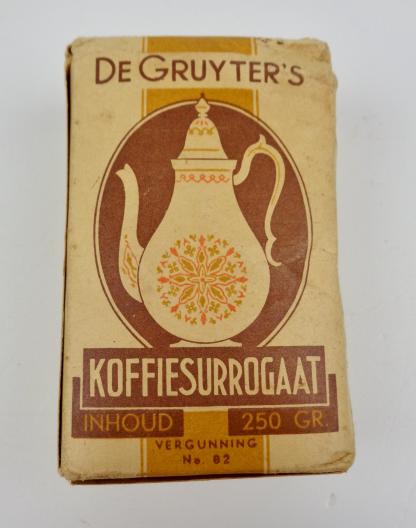 DE GRUYTER'S
KOFFIESURROGAAT
INHOUD 250 GR.
VERGUNNING
No. 82